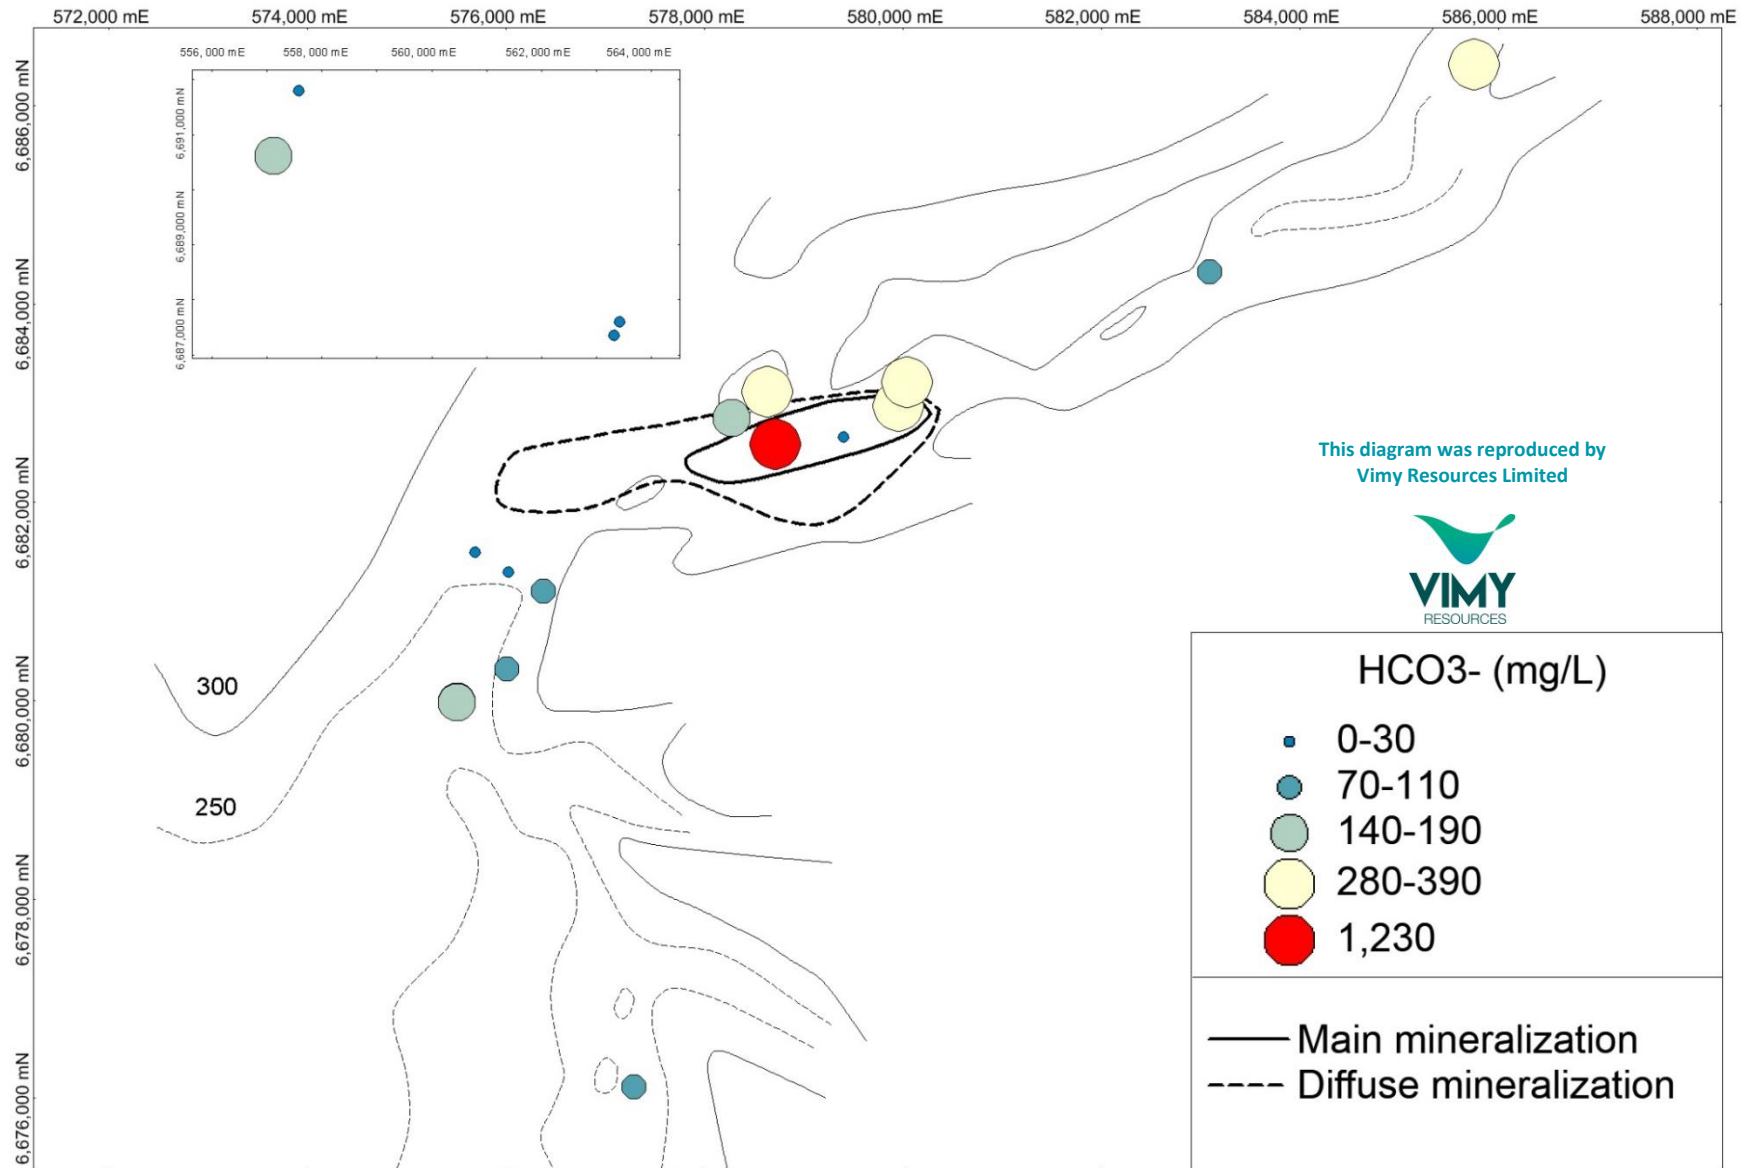 572,000 mE 574,000 mE 576,000 mE 578,000 mE 580,000 mE 582,000 mE 584,000 mE 586,000 mE 588,000 mE
556,000 mE 558,000 mE 560,000 mE 562,000 mE 564,000 mE
6,691,000 mN
6,689,000 mN
6,687,000 mN
6,686,000 mN
6,684,000 mN
6,682,000 mN
6,680,000 mN
6,678,000 mN
6,676,000 mN
300
250
This diagram was reproduced by
Vimy Resources Limited
VIMY
RESOURCES
HCO3- (mg/L)
0-30
70-110
140-190
280-390
1,230
Main mineralization
Diffuse mineralization